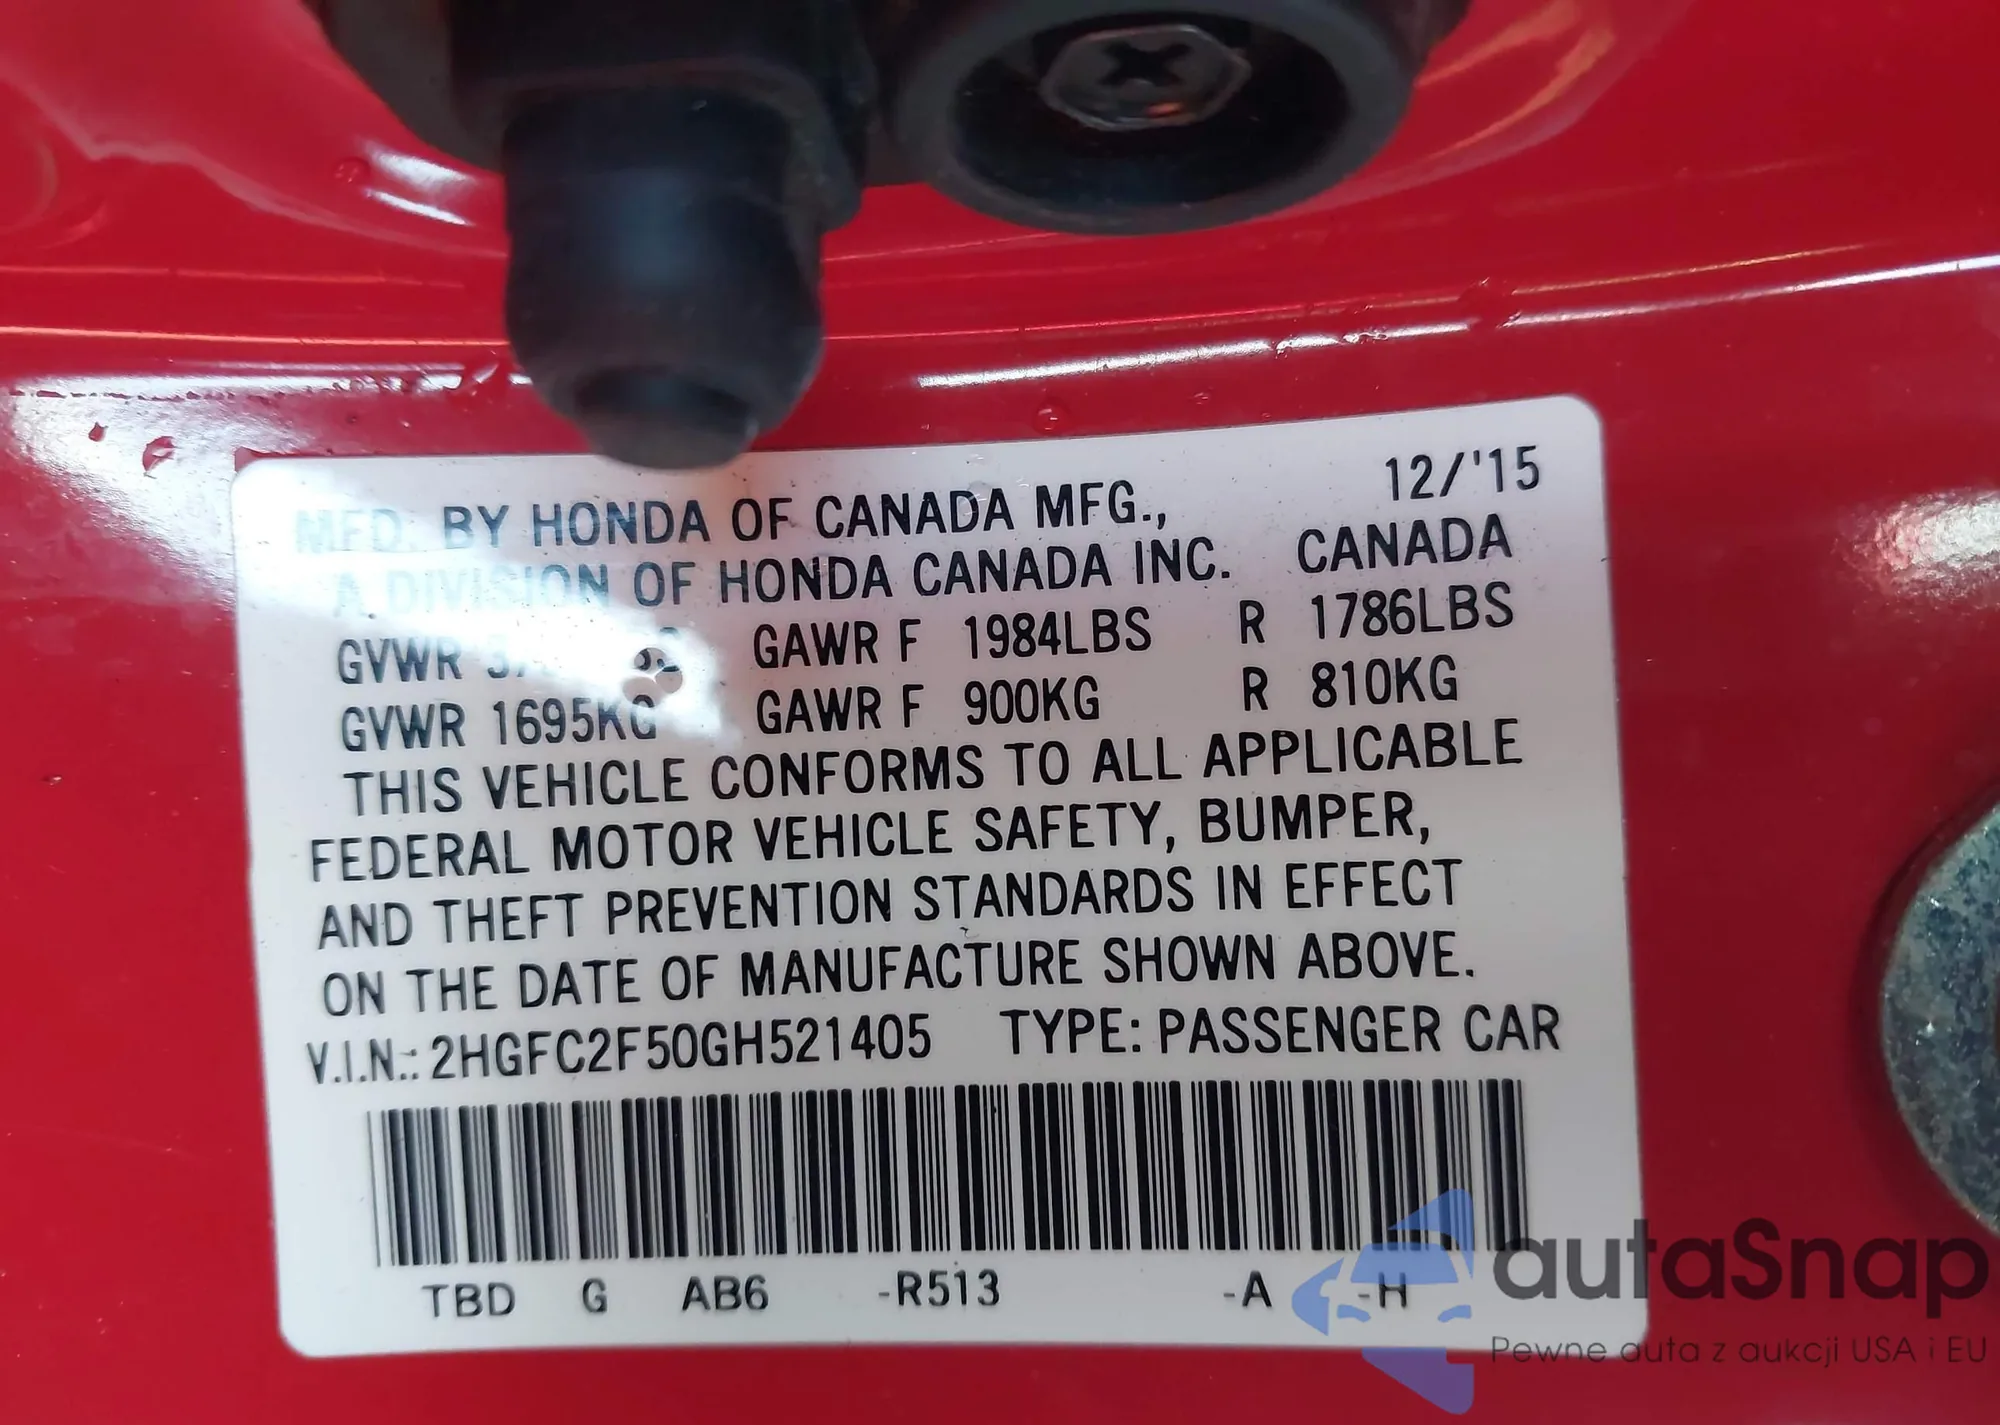 12/'15
MFD. BY HONDA OF CANADA MFG.,
A DIVISION OF HONDA CANADA INC. CANADA
GVWR GAWR F 1984LBS R 1786LBS
GVWR 1695KG GAWR F 900KG R 810KG
THIS VEHICLE CONFORMS TO ALL APPLICABLE
FEDERAL MOTOR VEHICLE SAFETY, BUMPER,
AND THEFT PREVENTION STANDARDS IN EFFECT
ON THE DATE OF MANUFACTURE SHOWN ABOVE.
V.I.N.: 2HGFC2F50GH521405 TYPE: PASSENGER CAR
TBD G AB6 -R513 -A -H
autaSnap
Pewne auta z aukcji USA i EU